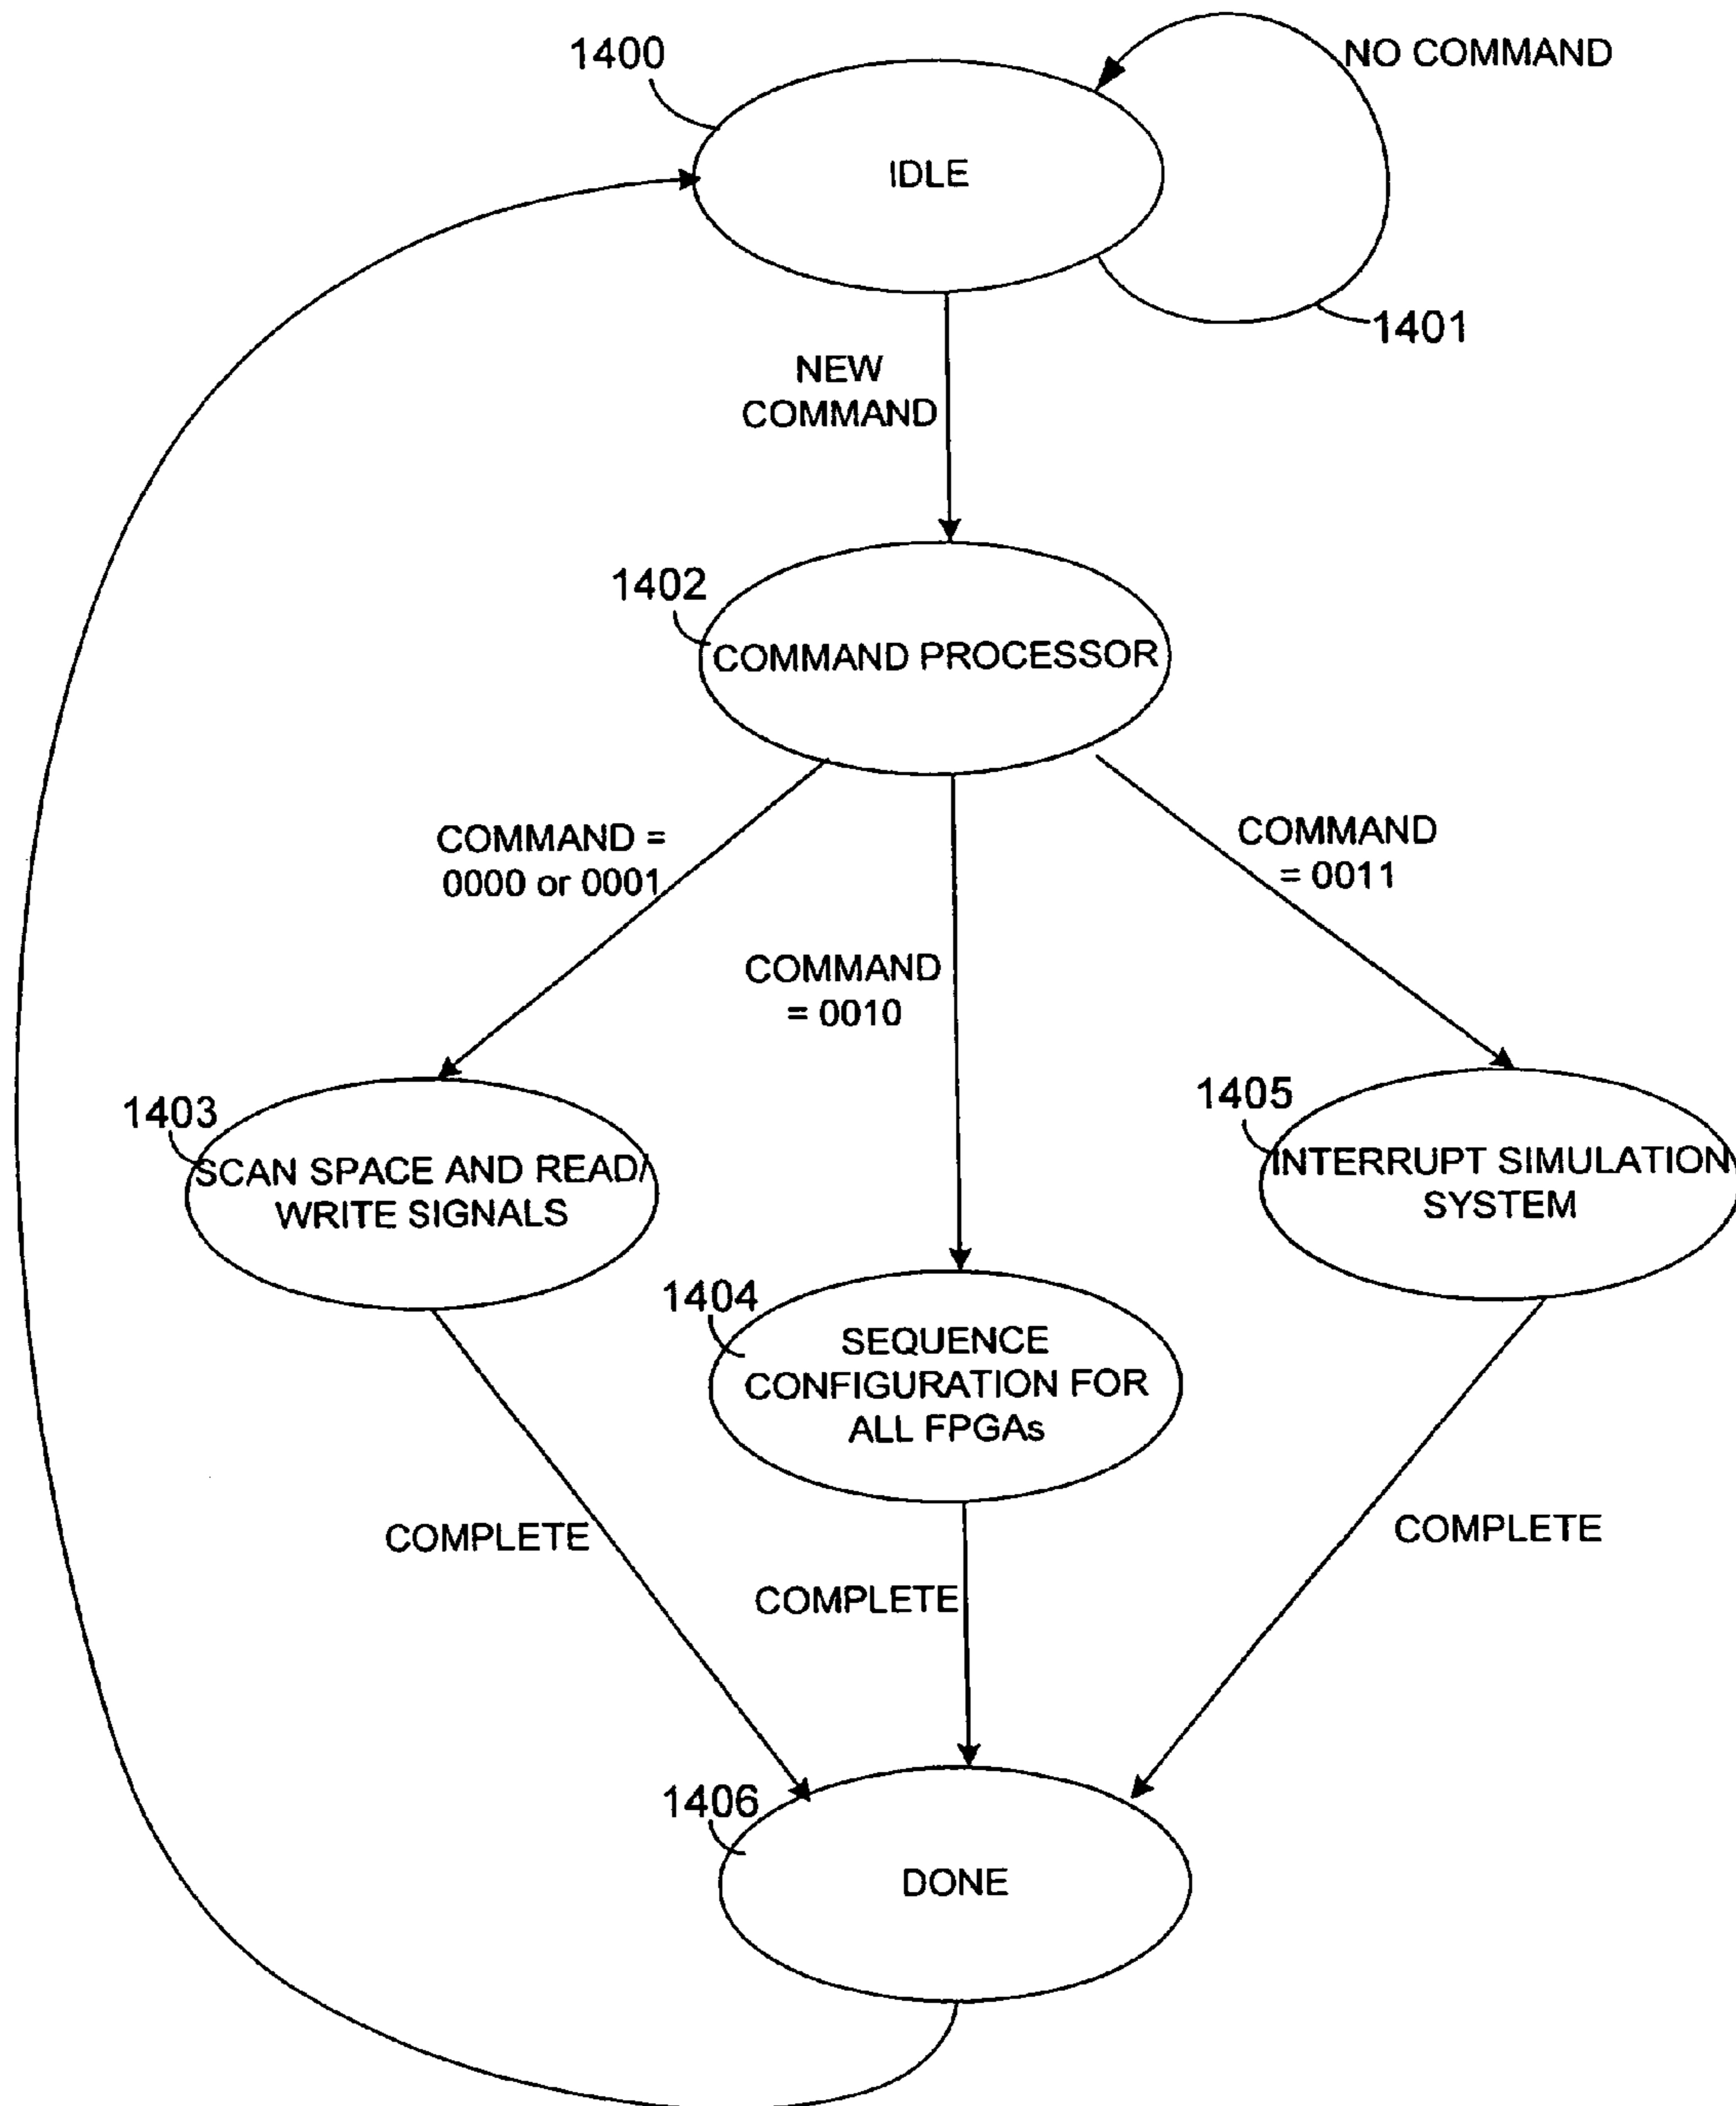 1400
NO COMMAND
IDLE
1401
NEW
COMMAND
1402
COMMAND PROCESSOR
COMMAND =
0000 or 0001
COMMAND
= 0010
COMMAND
= 0011
1403
SCAN SPACE AND READ/
WRITE SIGNALS
1404
SEQUENCE
CONFIGURATION FOR
ALL FPGAs
1405
INTERRUPT SIMULATION
SYSTEM
COMPLETE
COMPLETE
COMPLETE
1406
DONE